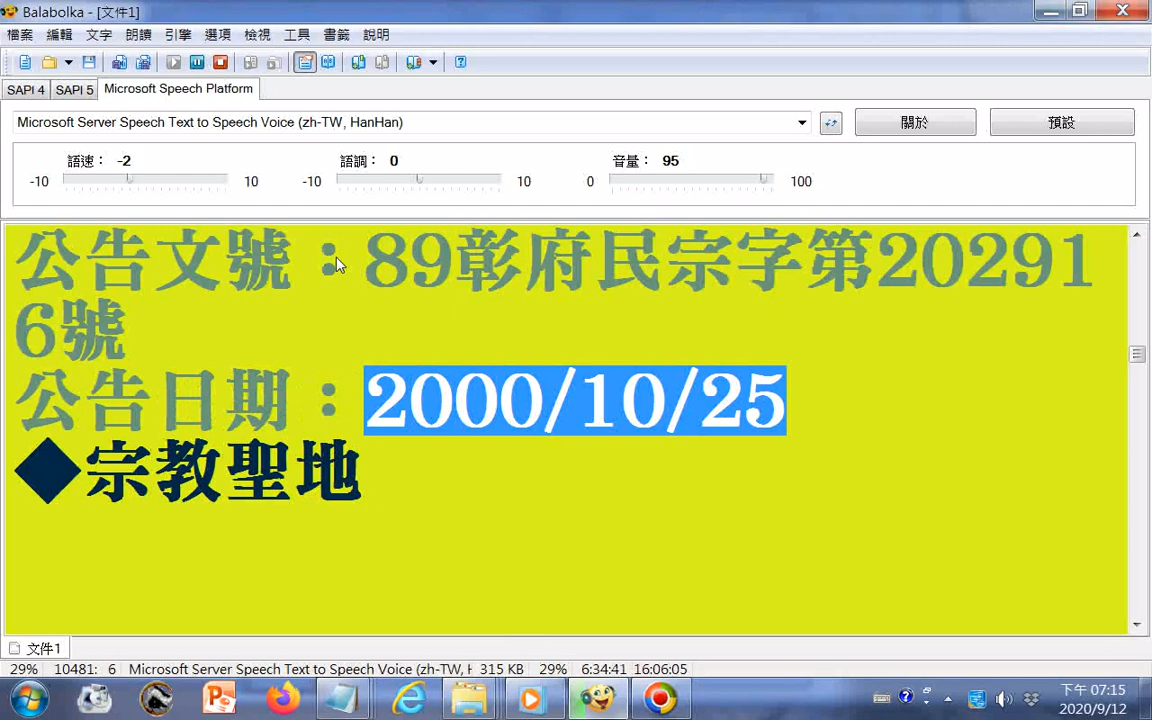 Balabolka - [文件1]
檔案 編輯 文字 朗讀 引擎 選項 檢視 工具 書籤 說明
SAPI 4 SAPI 5 Microsoft Speech Platform
Microsoft Server Speech Text to Speech Voice (zh-TW, HanHan) 關於 預設
語速： -2 語調： 0 音量： 95
-10 10 -10 10 0 100
公告文號：89彰府民宗字第20291
6號
公告日期：2000/10/25
◆宗教聖地
文件1
29% 10481: 6 Microsoft Server Speech Text to Speech Voice (zh-TW, H 315 KB 29% 6:34:41 16:06:05
下午 07:15
2020/9/12